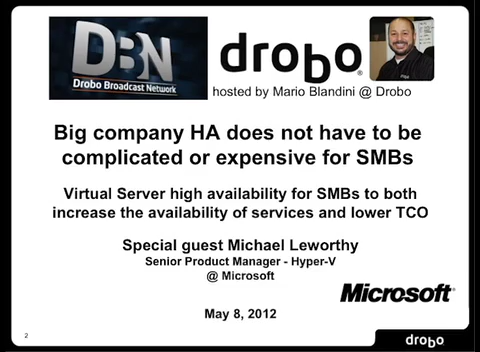 DBN
Drobo Broadcast Network
drobo®
hosted by Mario Blandini @ Drobo
Big company HA does not have to be
complicated or expensive for SMBs
Virtual Server high availability for SMBs to both
increase the availability of services and lower TCO
Special guest Michael Leworthy
Senior Product Manager - Hyper-V
@ Microsoft
Microsoft®
May 8, 2012
2
drobo